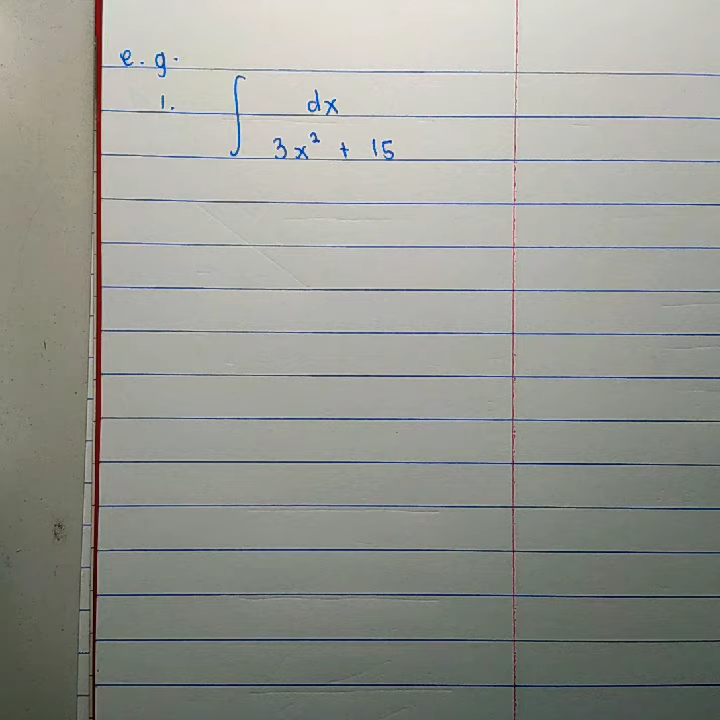 e.g.
1. ∫ dx
3x² + 15